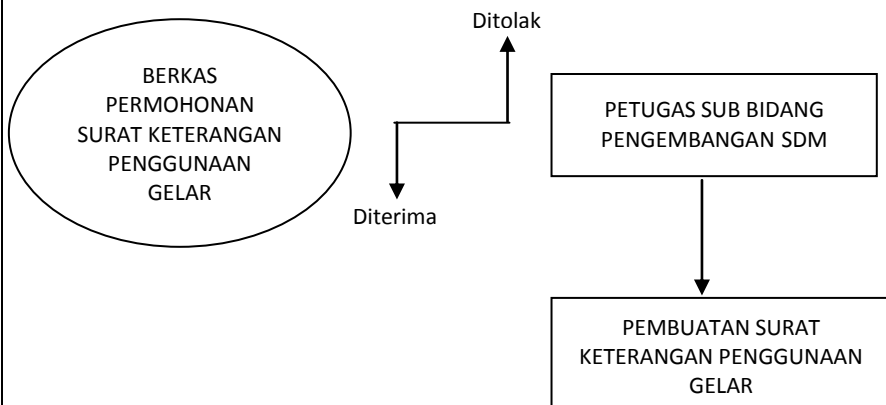 Ditolak
BERKAS
PERMOHONAN
SURAT KETERANGAN
PENGGUNAAN
GELAR
PETUGAS SUB BIDANG
PENGEMBANGAN SDM
Diterima
PEMBUATAN SURAT
KETERANGAN PENGGUNAAN
GELAR